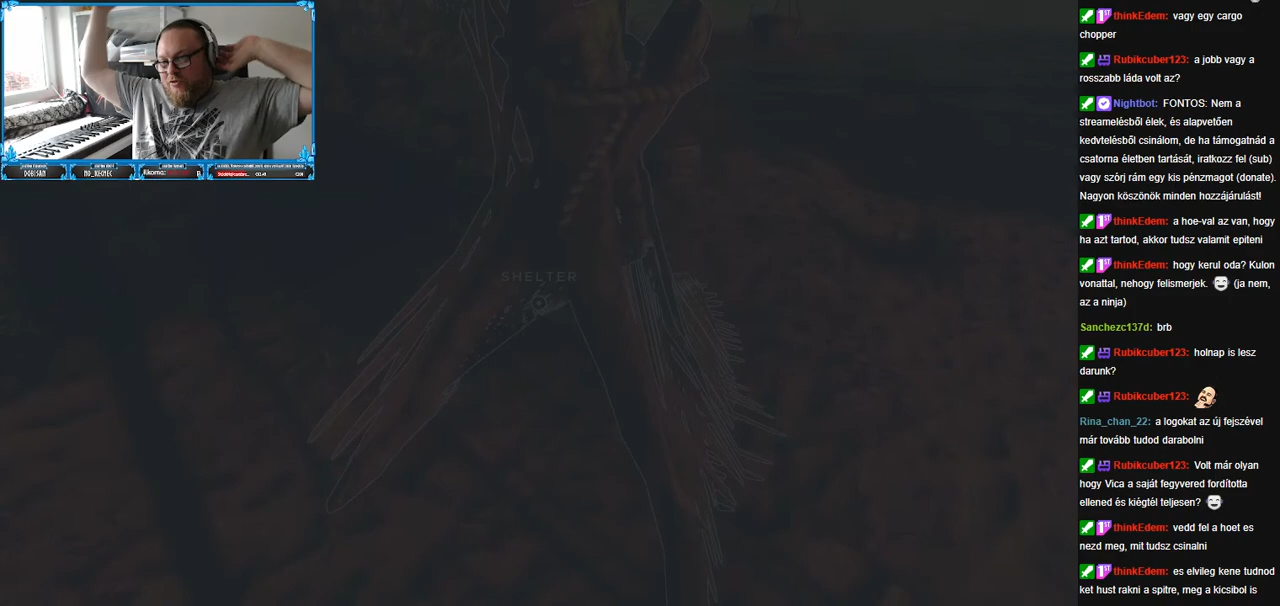 thinkEdem: vagy egy cargo
chopper
Rubikcuber123: a jobb vagy a
rosszabb láda volt az?
Nightbot: FONTOS: Nem a
streamelésből élek, és alapvetően
kedvtelésből csinálom, de ha támogatnád a
csatorna életben tartását, iratkozz fel (sub)
vagy szórj rám egy kis pénzmagot (donate).
Nagyon köszönök minden hozzájárulást!
thinkEdem: a hoe-val az van, hogy
ha azt tartod, akkor tudsz valamit epiteni
thinkEdem: hogy kerul oda? Kulon
vonattal, nehogy felismerjek. (ja nem,
az a ninja)
Sanchezc137d: brb
Rubikcuber123: holnap is lesz
darunk?
Rubikcuber123:
Rina_chan_22: a logokat az új fejszével
már tovább tudod darabolni
Rubikcuber123: Volt már olyan
hogy Vica a saját fegyvered fordította
ellened és kiégtél teljesen?
thinkEdem: vedd fel a hoet es
nezd meg, mit tudsz csinalni
thinkEdem: es elvileg kene tudnod
ket hust rakni a spitre, meg a kicsibol is
SHELTER